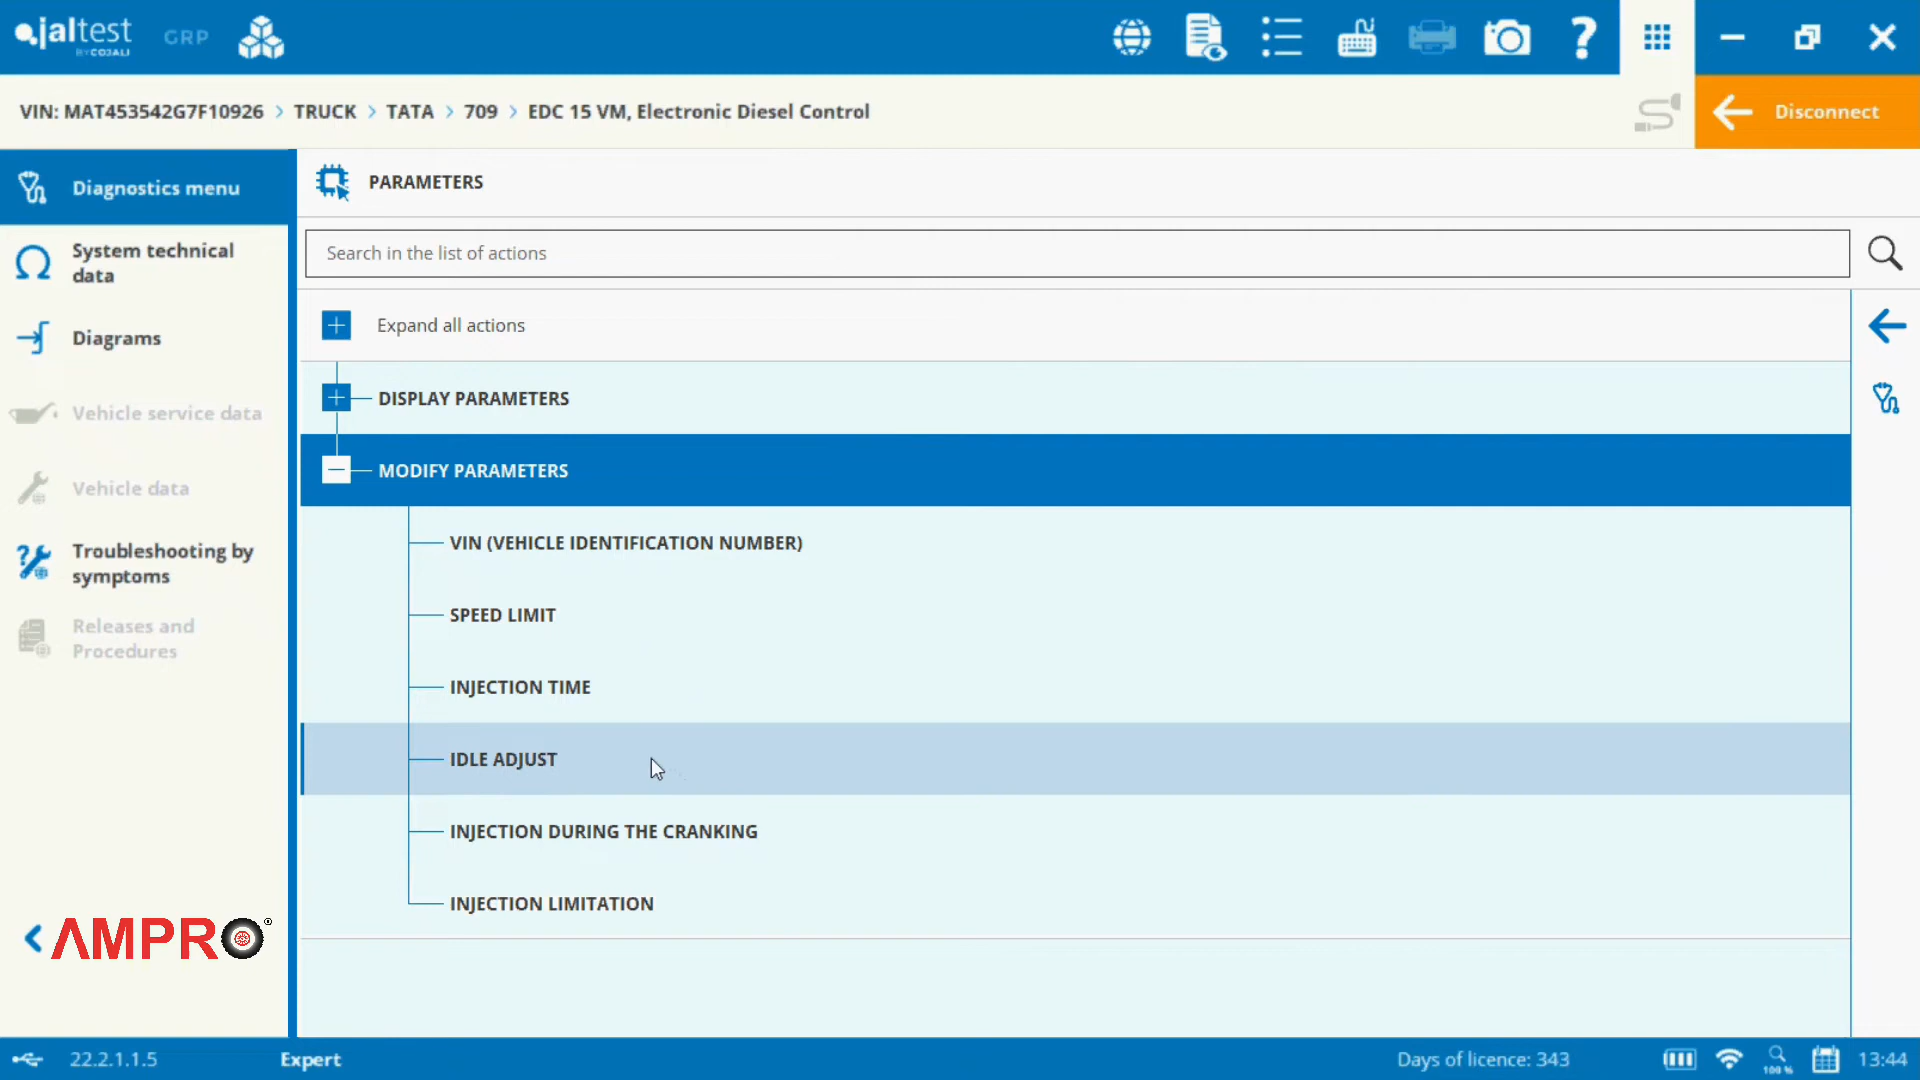 jaltest
BY COJALI
GRP
VIN: MAT453542G7F10926 > TRUCK > TATA > 709 > EDC 15 VM, Electronic Diesel Control
Disconnect
Diagnostics menu
System technical
data
Diagrams
Vehicle service data
Vehicle data
Troubleshooting by
symptoms
Releases and
Procedures
AMPRO®
PARAMETERS
Search in the list of actions
Expand all actions
DISPLAY PARAMETERS
MODIFY PARAMETERS
VIN (VEHICLE IDENTIFICATION NUMBER)
SPEED LIMIT
INJECTION TIME
IDLE ADJUST
INJECTION DURING THE CRANKING
INJECTION LIMITATION
22.2.1.1.5
Expert
Days of licence: 343
100 %
13:44